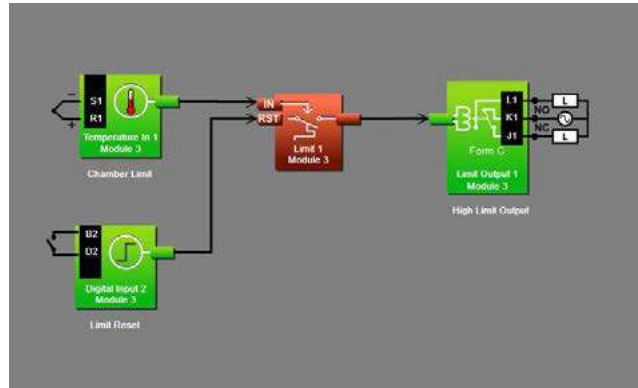 −
S1
R1
+
Temperature In 1
Module 3
Chamber Limit
IN
RST
Limit 1
Module 3
L1
NO
K1
NC
J1
L
L
Form C
Limit Output 1
Module 3
High Limit Output
B2
D2
Digital Input 2
Module 3
Limit Reset